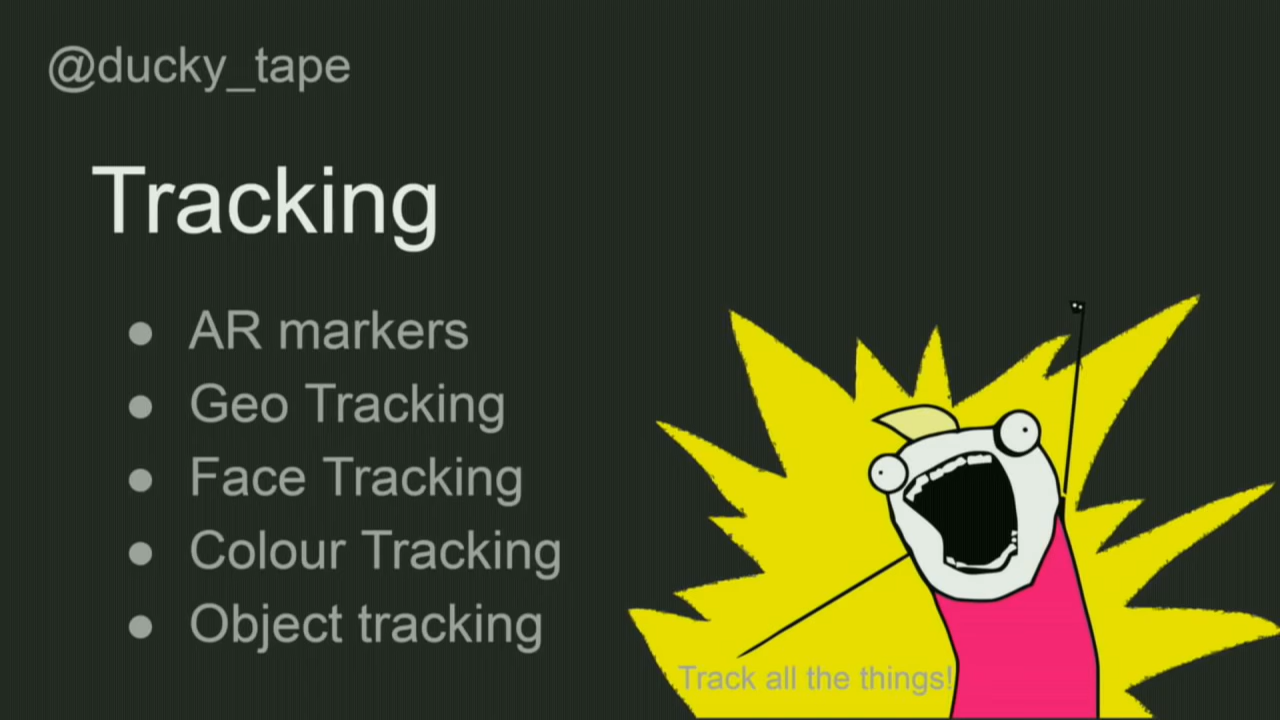 @ducky_tape
Tracking
● AR markers
● Geo Tracking
● Face Tracking
● Colour Tracking
● Object tracking
Track all the things!